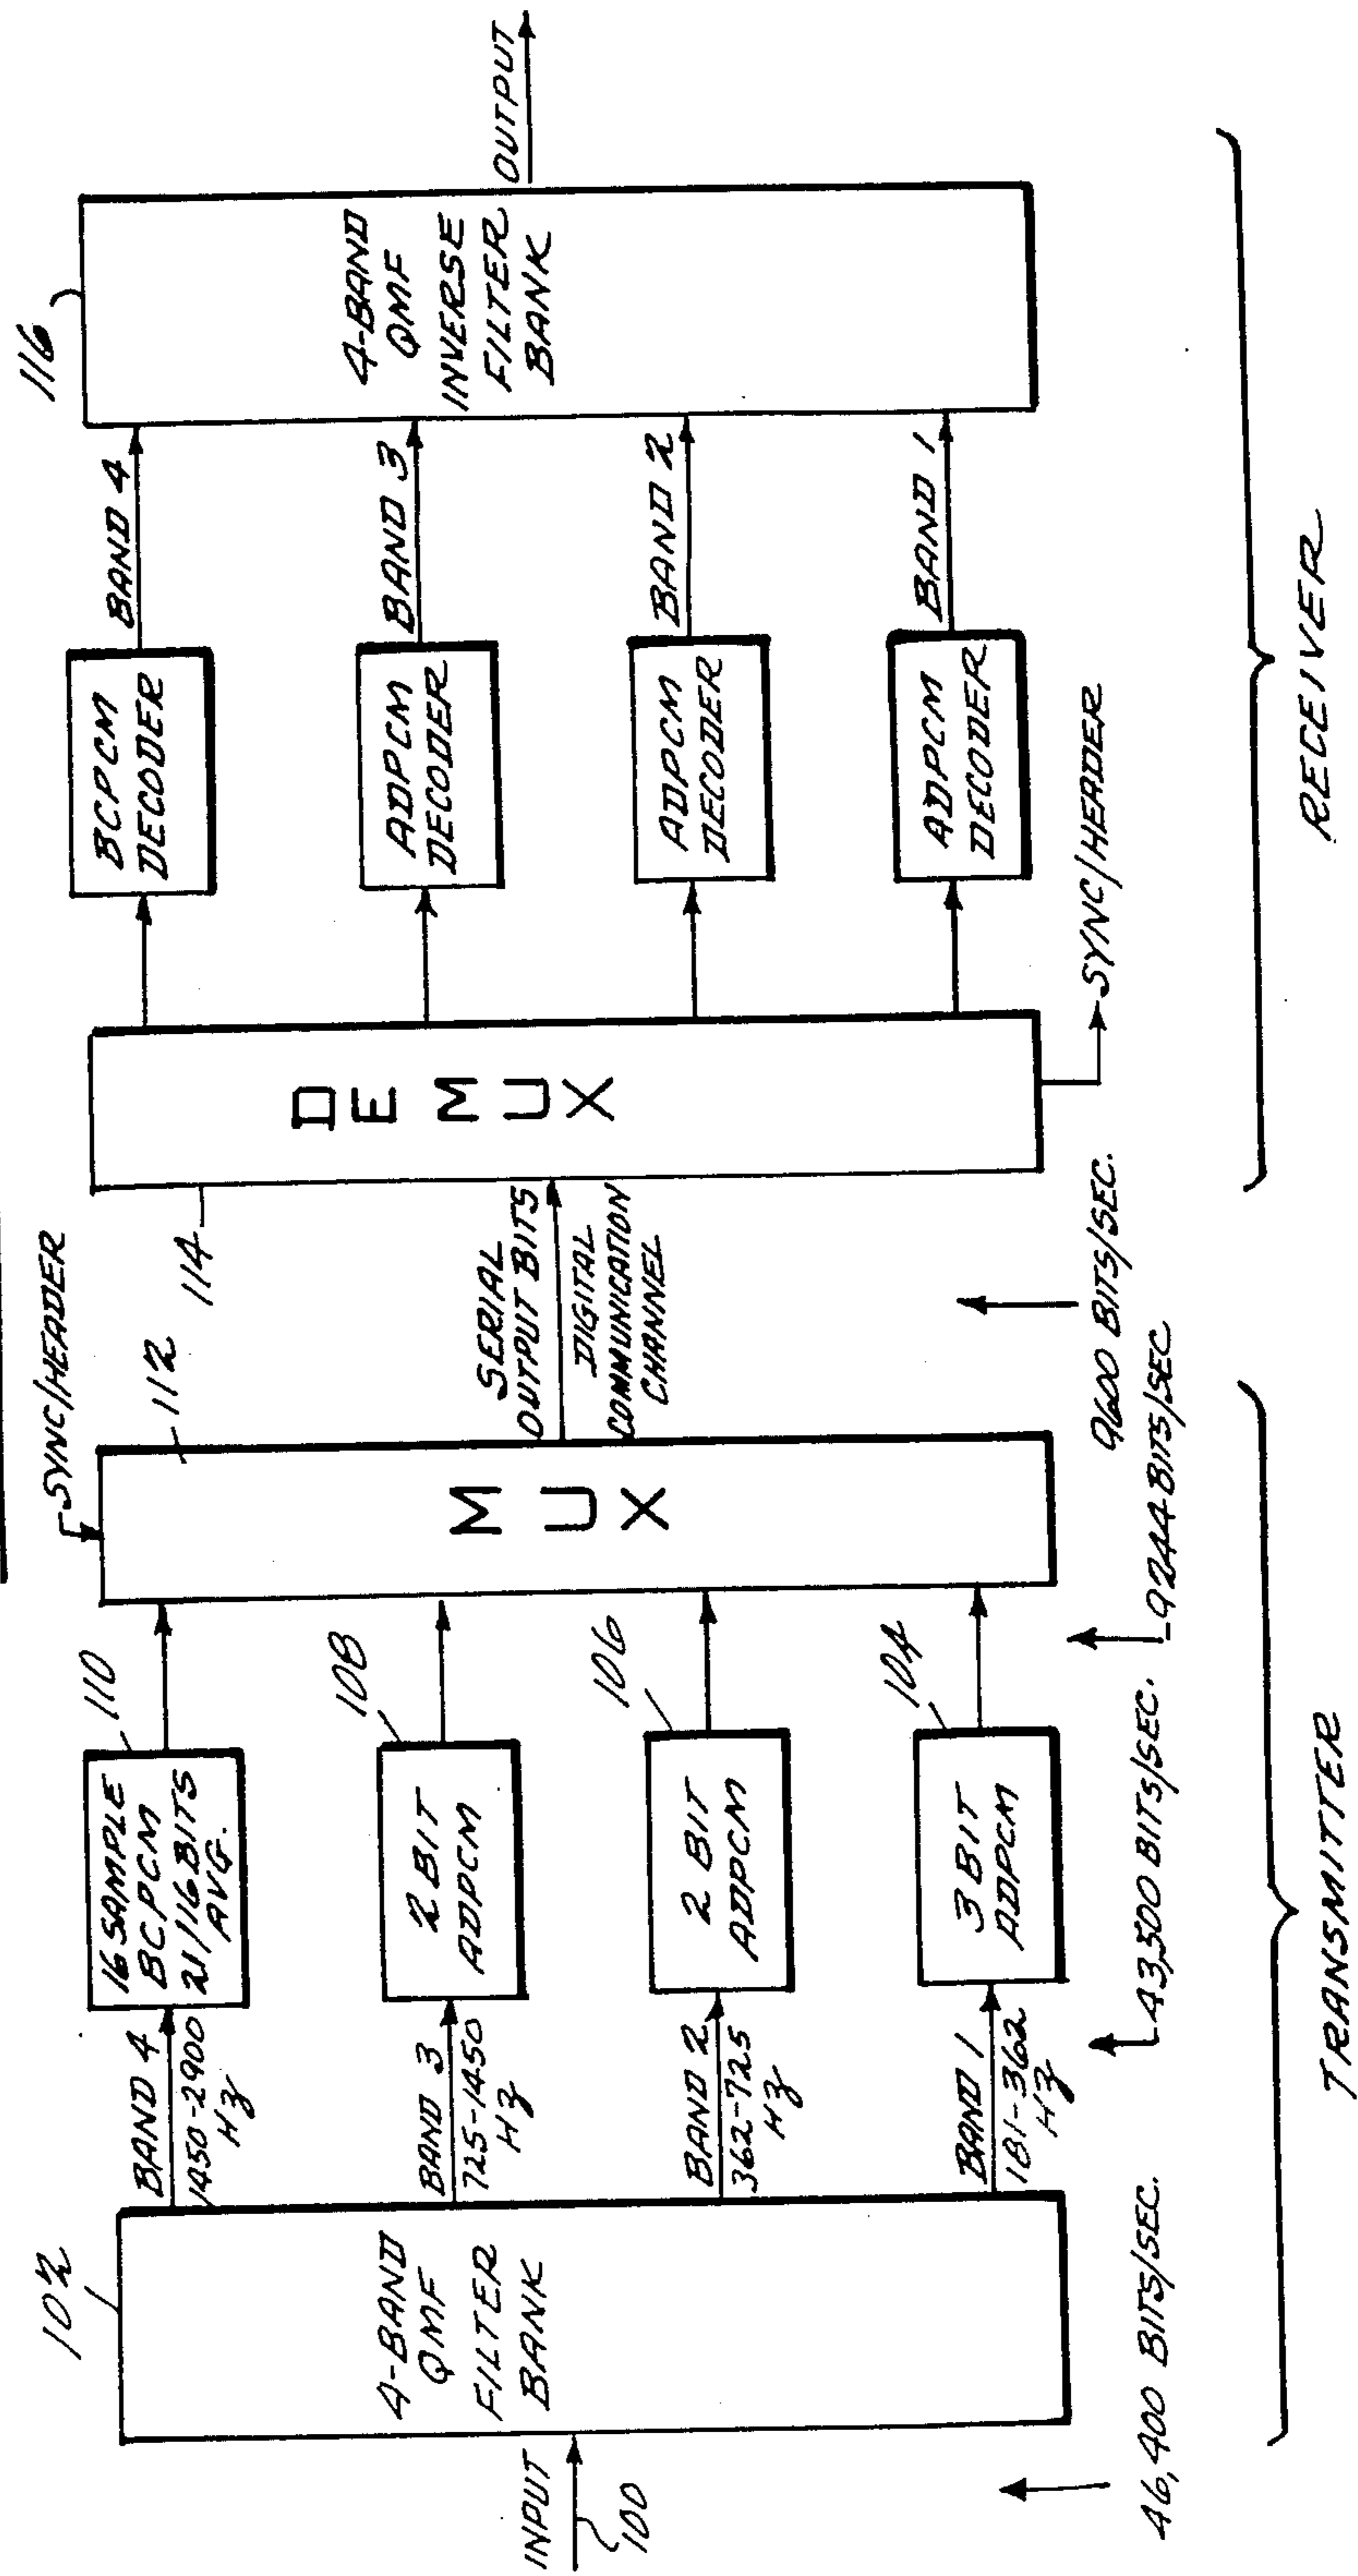 SYNC/HEADER
102
110
112
114
116
INPUT
100
4-BAND
QMF
FILTER
BANK
BAND 4
1450-2900
HZ
16 SAMPLE
BCPCM
21/116 BITS
AVG.
BAND 3
725-1450
HZ
2 BIT
ADPCM
108
BAND 2
362-725
HZ
2 BIT
ADPCM
106
BAND 1
181-362
HZ
3 BIT
ADPCM
104
MUX
SERIAL
OUTPUT BITS
DIGITAL
COMMUNICATION
CHANNEL
DEMUX
BCPCM
DECODER
BAND 4
ADPCM
DECODER
BAND 3
ADPCM
DECODER
BAND 2
ADPCM
DECODER
BAND 1
SYNC/HEADER
4-BAND
QMF
INVERSE
FILTER
BANK
OUTPUT
46,400 BITS/SEC.
43,500 BITS/SEC.
9244 BITS/SEC
9600 BITS/SEC.
TRANSMITTER
RECEIVER